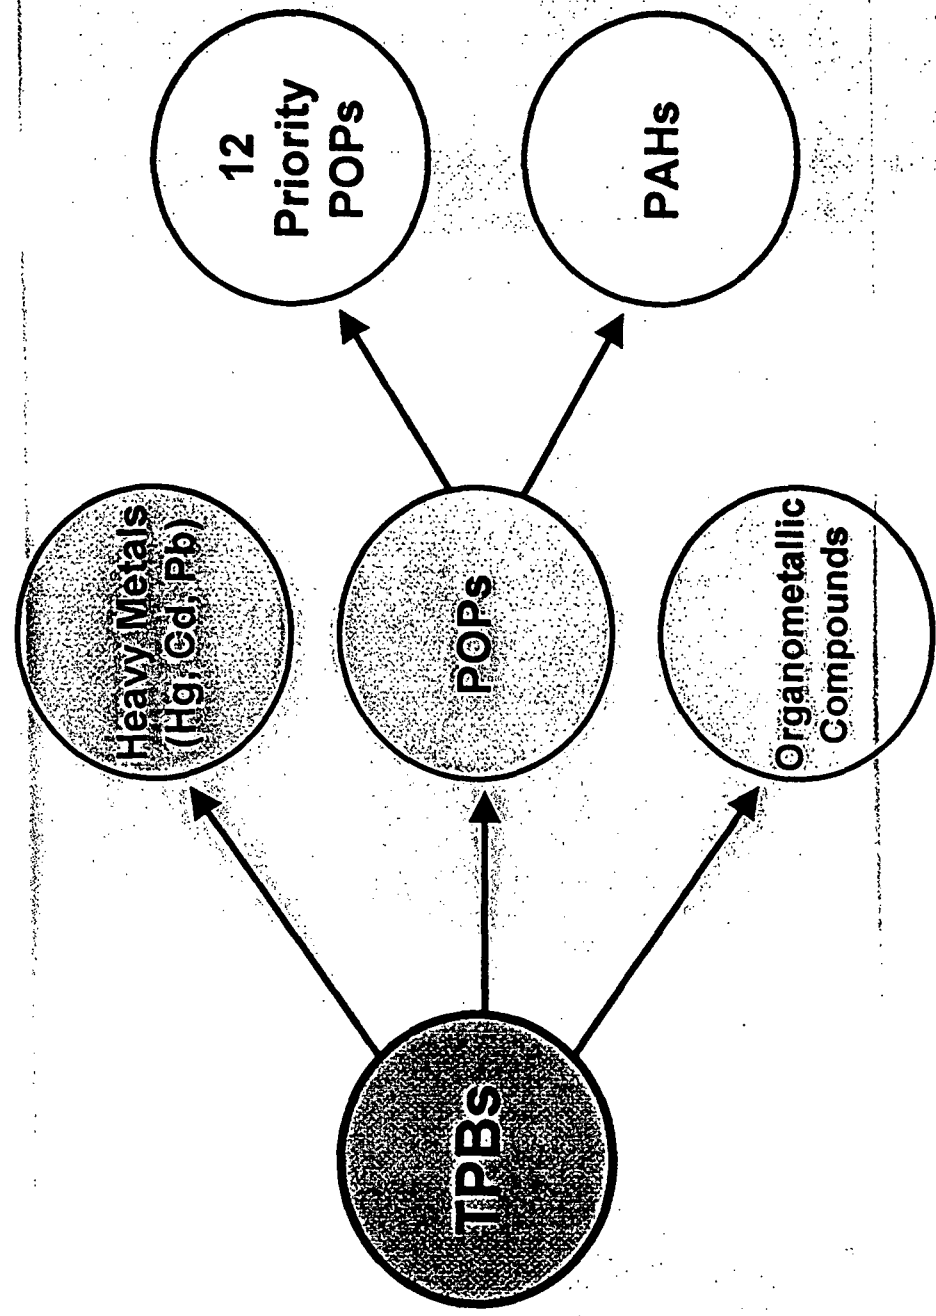 TPBs
Heavy Metals
(Hg, Cd, Pb)
POPs
Organometallic
Compounds
12
Priority
POPs
PAHs